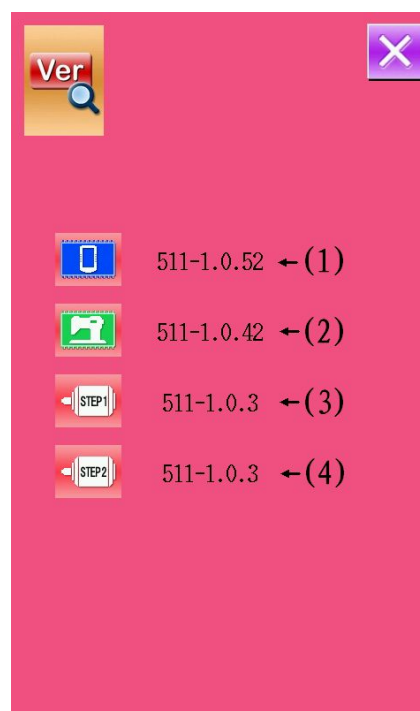 Ver
511-1.0.52 ←(1)
511-1.0.42 ←(2)
STEP1 511-1.0.3 ←(3)
STEP2 511-1.0.3 ←(4)